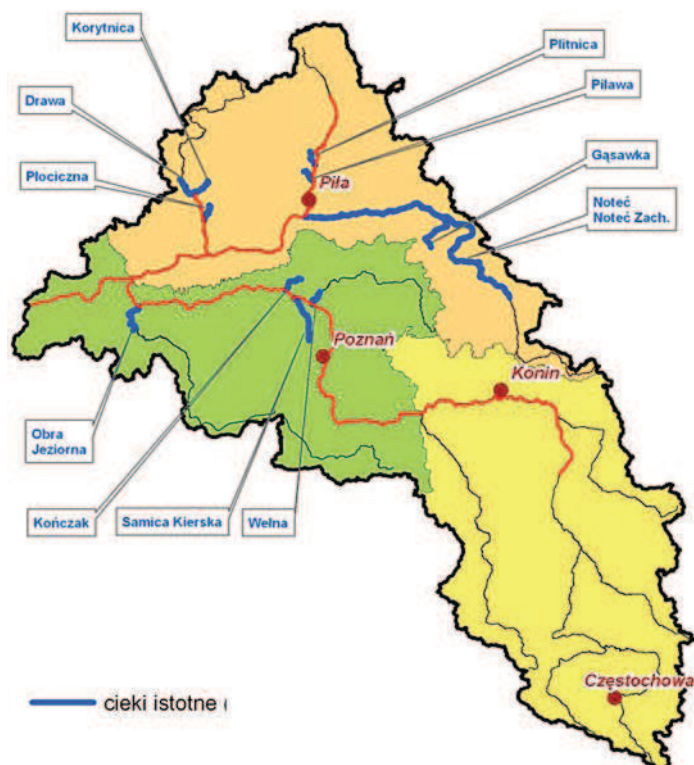 Korytnica
Plitnica
Drawa
Piława
Płociczna
Gąsawka
Piła
Noteć
Noteć Zach.
Poznań
Konin
Obra
Jeziorna
Kończak
Samica Kierska
Wełna
Częstochowa
cieki istotne (